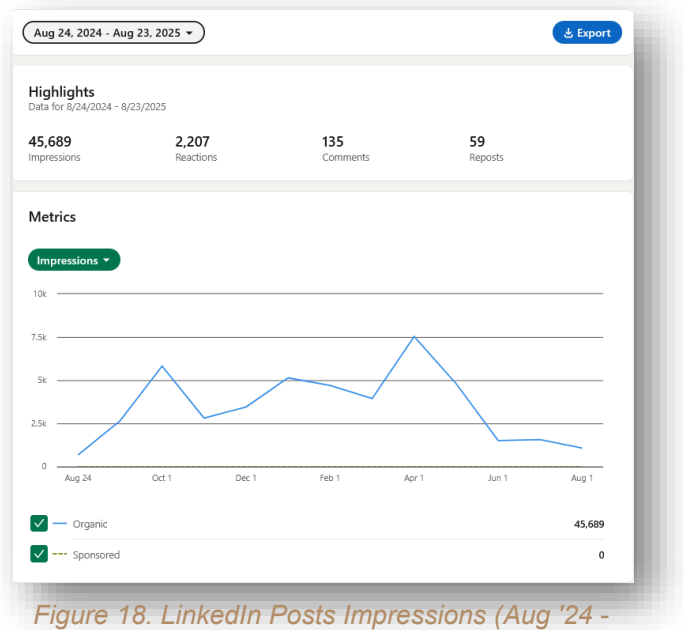 Aug 24, 2024 - Aug 23, 2025
Export
Highlights
Data for 8/24/2024 - 8/23/2025
45,689 2,207 135 59
Impressions Reactions Comments Reposts
Metrics
Impressions
10k
7.5k
5k
2.5k
0
Aug 24 Oct 1 Dec 1 Feb 1 Apr 1 Jun 1 Aug 1
Organic 45,689
Sponsored 0
Figure 18. LinkedIn Posts Impressions (Aug '24 -